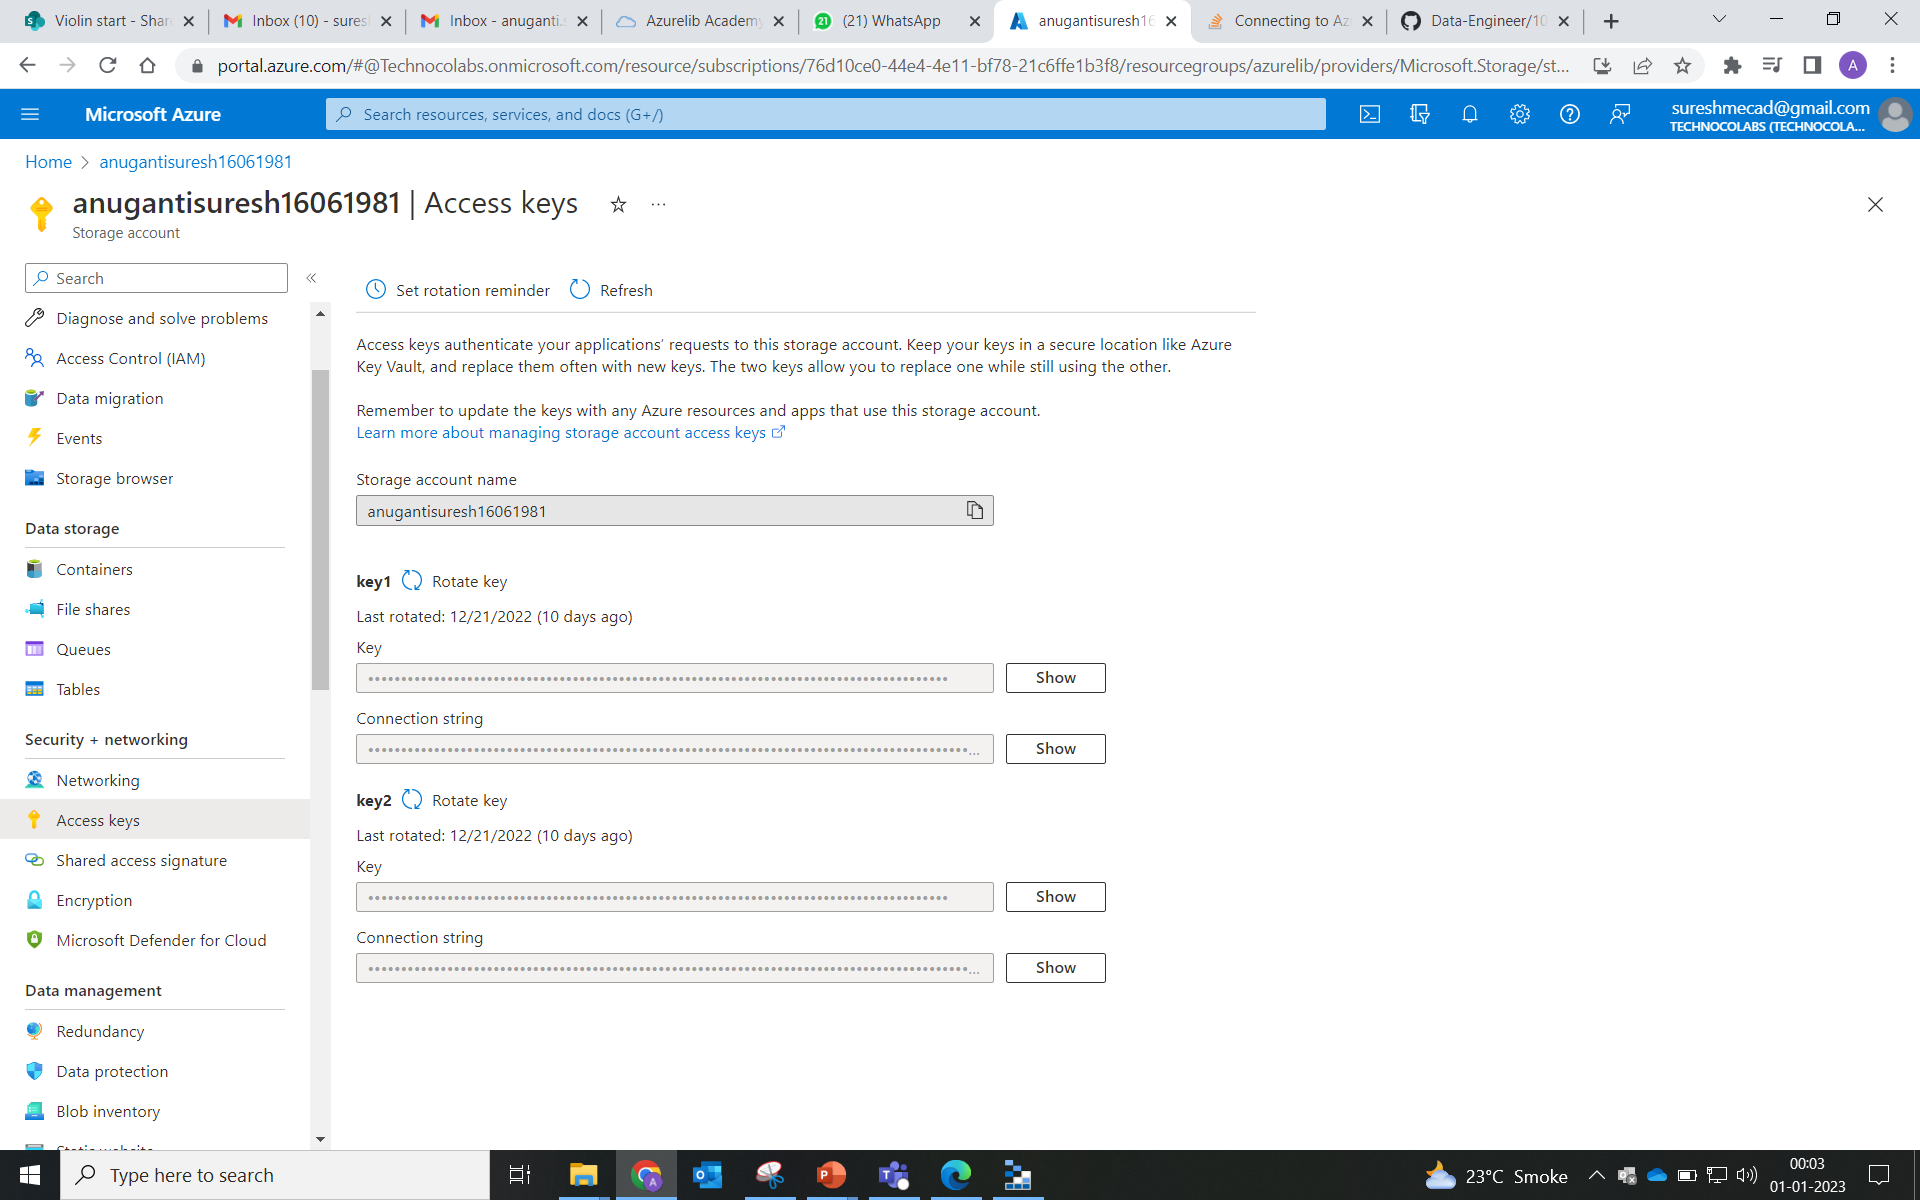 Violin start - Shar
Inbox (10) - sures
Inbox - anuganti.s
Azurelib Academy
(21) WhatsApp
anugantisuresh16
Connecting to Az
Data-Engineer/10
portal.azure.com/#@Technocolabs.onmicrosoft.com/resource/subscriptions/76d10ce0-44e4-4e11-bf78-21c6ffe1b3f8/resourcegroups/azurelib/providers/Microsoft.Storage/st...
A
Microsoft Azure
Search resources, services, and docs (G+/)
sureshmecad@gmail.com
TECHNOCOLABS (TECHNOCOLA...
Home > anugantisuresh16061981
anugantisuresh16061981 | Access keys
Storage account
Search
Diagnose and solve problems
Access Control (IAM)
Data migration
Events
Storage browser
Data storage
Containers
File shares
Queues
Tables
Security + networking
Networking
Access keys
Shared access signature
Encryption
Microsoft Defender for Cloud
Data management
Redundancy
Data protection
Blob inventory
Static website
Set rotation reminder
Refresh
Access keys authenticate your applications' requests to this storage account. Keep your keys in a secure location like Azure
Key Vault, and replace them often with new keys. The two keys allow you to replace one while still using the other.
Remember to update the keys with any Azure resources and apps that use this storage account.
Learn more about managing storage account access keys
Storage account name
anugantisuresh16061981
key1 Rotate key
Last rotated: 12/21/2022 (10 days ago)
Key
Show
Connection string
Show
key2 Rotate key
Last rotated: 12/21/2022 (10 days ago)
Key
Show
Connection string
Show
Type here to search
23°C Smoke
00:03
01-01-2023